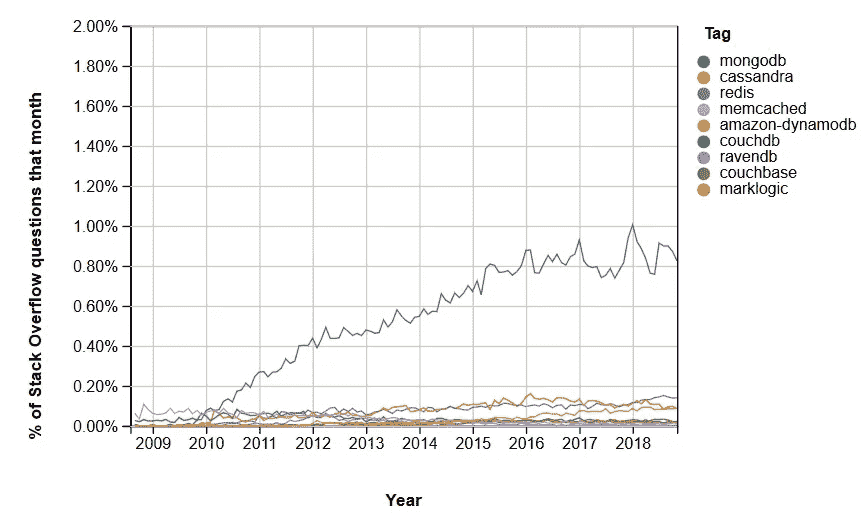 2.00%
1.80%
1.60%
1.40%
1.20%
1.00%
0.80%
0.60%
0.40%
0.20%
0.00%
% of Stack Overflow questions that month
2009 2010 2011 2012 2013 2014 2015 2016 2017 2018
Year
Tag
mongodb
cassandra
redis
memcached
amazon-dynamodb
couchdb
ravendb
couchbase
marklogic